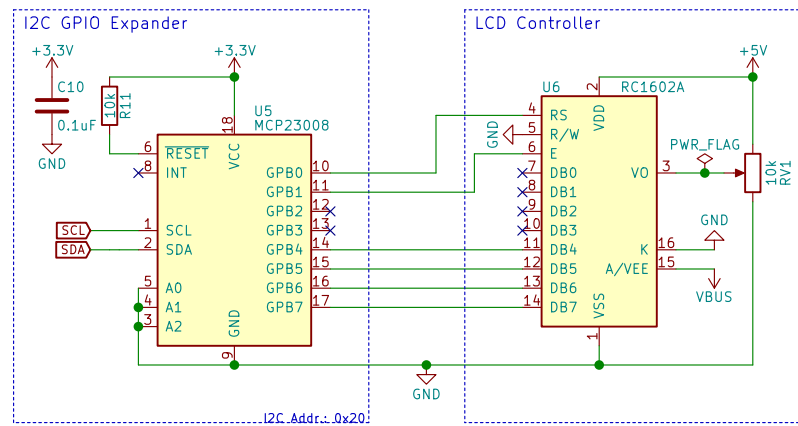 I2C GPIO Expander
+3.3V
C10
0.1uF
GND
+3.3V
10k
R11
U5
MCP23008
18
VCC
6
RESET
8
INT
SCL
1
SCL
SDA
2
SDA
5
A0
4
A1
3
A2
GND
9
GPB0
10
GPB1
11
GPB2
12
GPB3
13
GPB4
14
GPB5
15
GPB6
16
GPB7
17
I2C Addr.: 0x20
GND
LCD Controller
+5V
U6
RC1602A
2
VDD
4
RS
GND
5
R/W
6
E
7
DB0
8
DB1
9
DB2
10
DB3
11
DB4
12
DB5
13
DB6
14
DB7
VSS
1
PWR_FLAG
VO
3
10k
RV1
GND
K
16
A/VEE
15
VBUS